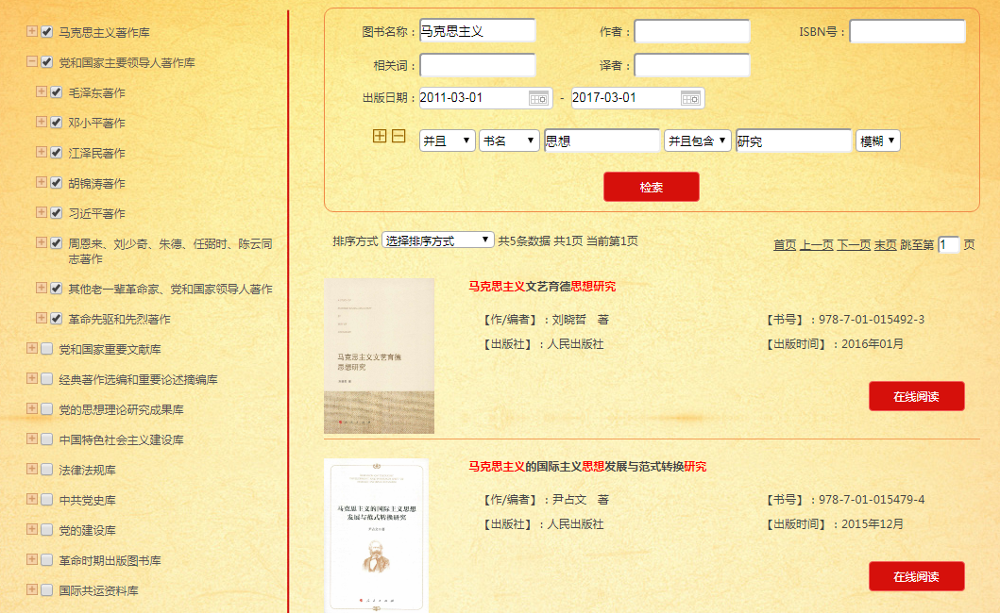 马克思主义著作库
党和国家主要领导人著作库
毛泽东著作
邓小平著作
江泽民著作
胡锦涛著作
习近平著作
周恩来、刘少奇、朱德、任弼时、陈云同
志著作
其他老一辈革命家、党和国家领导人著作
革命先驱和先烈著作
党和国家重要文献库
经典著作选编和重要论述摘编库
党的思想理论研究成果库
中国特色社会主义建设库
法律法规库
中共党史库
党的建设库
革命时期出版图书库
国际共运资料库
图书名称： 马克思主义 作者： ISBN号：
相关词： 译者：
出版日期： 2011-03-01 - 2017-03-01
并且 书名 思想 并且包含 研究 模糊
检索
排序方式 选择排序方式 共5条数据 共1页 当前第1页 首页 上一页 下一页 末页 跳至第 1 页
马克思主义文艺育德
思想研究
人民出版社
马克思主义文艺育德思想研究
【作/编者】：刘晓哲 著 【书号】：978-7-01-015492-3
【出版社】：人民出版社 【出版时间】：2016年01月
在线阅读
马克思主义的国际主义思想
发展与范式转换研究
尹占文 著
人民出版社
马克思主义的国际主义思想发展与范式转换研究
【作/编者】：尹占文 著 【书号】：978-7-01-015479-4
【出版社】：人民出版社 【出版时间】：2015年12月
在线阅读